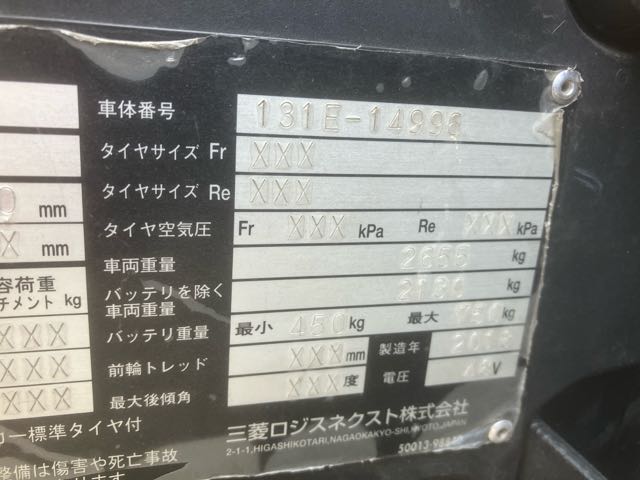 車体番号 131E-14996
タイヤサイズ Fr XXX
タイヤサイズ Re XXX
0 mm タイヤ空気圧 Fr XXX kPa Re XXX kPa
X mm 車両重量 2655 kg
容荷重 バッテリを除く
チメント kg 車両重量 kg
XXX バッテリ重量 最小 450 kg 最大 750 kg
XXX 前輪トレッド XXX mm 製造年
XXX 最大後傾角 XXX 度 電圧 48 V
カー標準タイヤ付 三菱ロジスネクスト株式会社
2-1-1,HIGASHIKOTARI,NAGAOKAKYO-SHI,KYOTO,JAPAN
整備は傷害や死亡事故